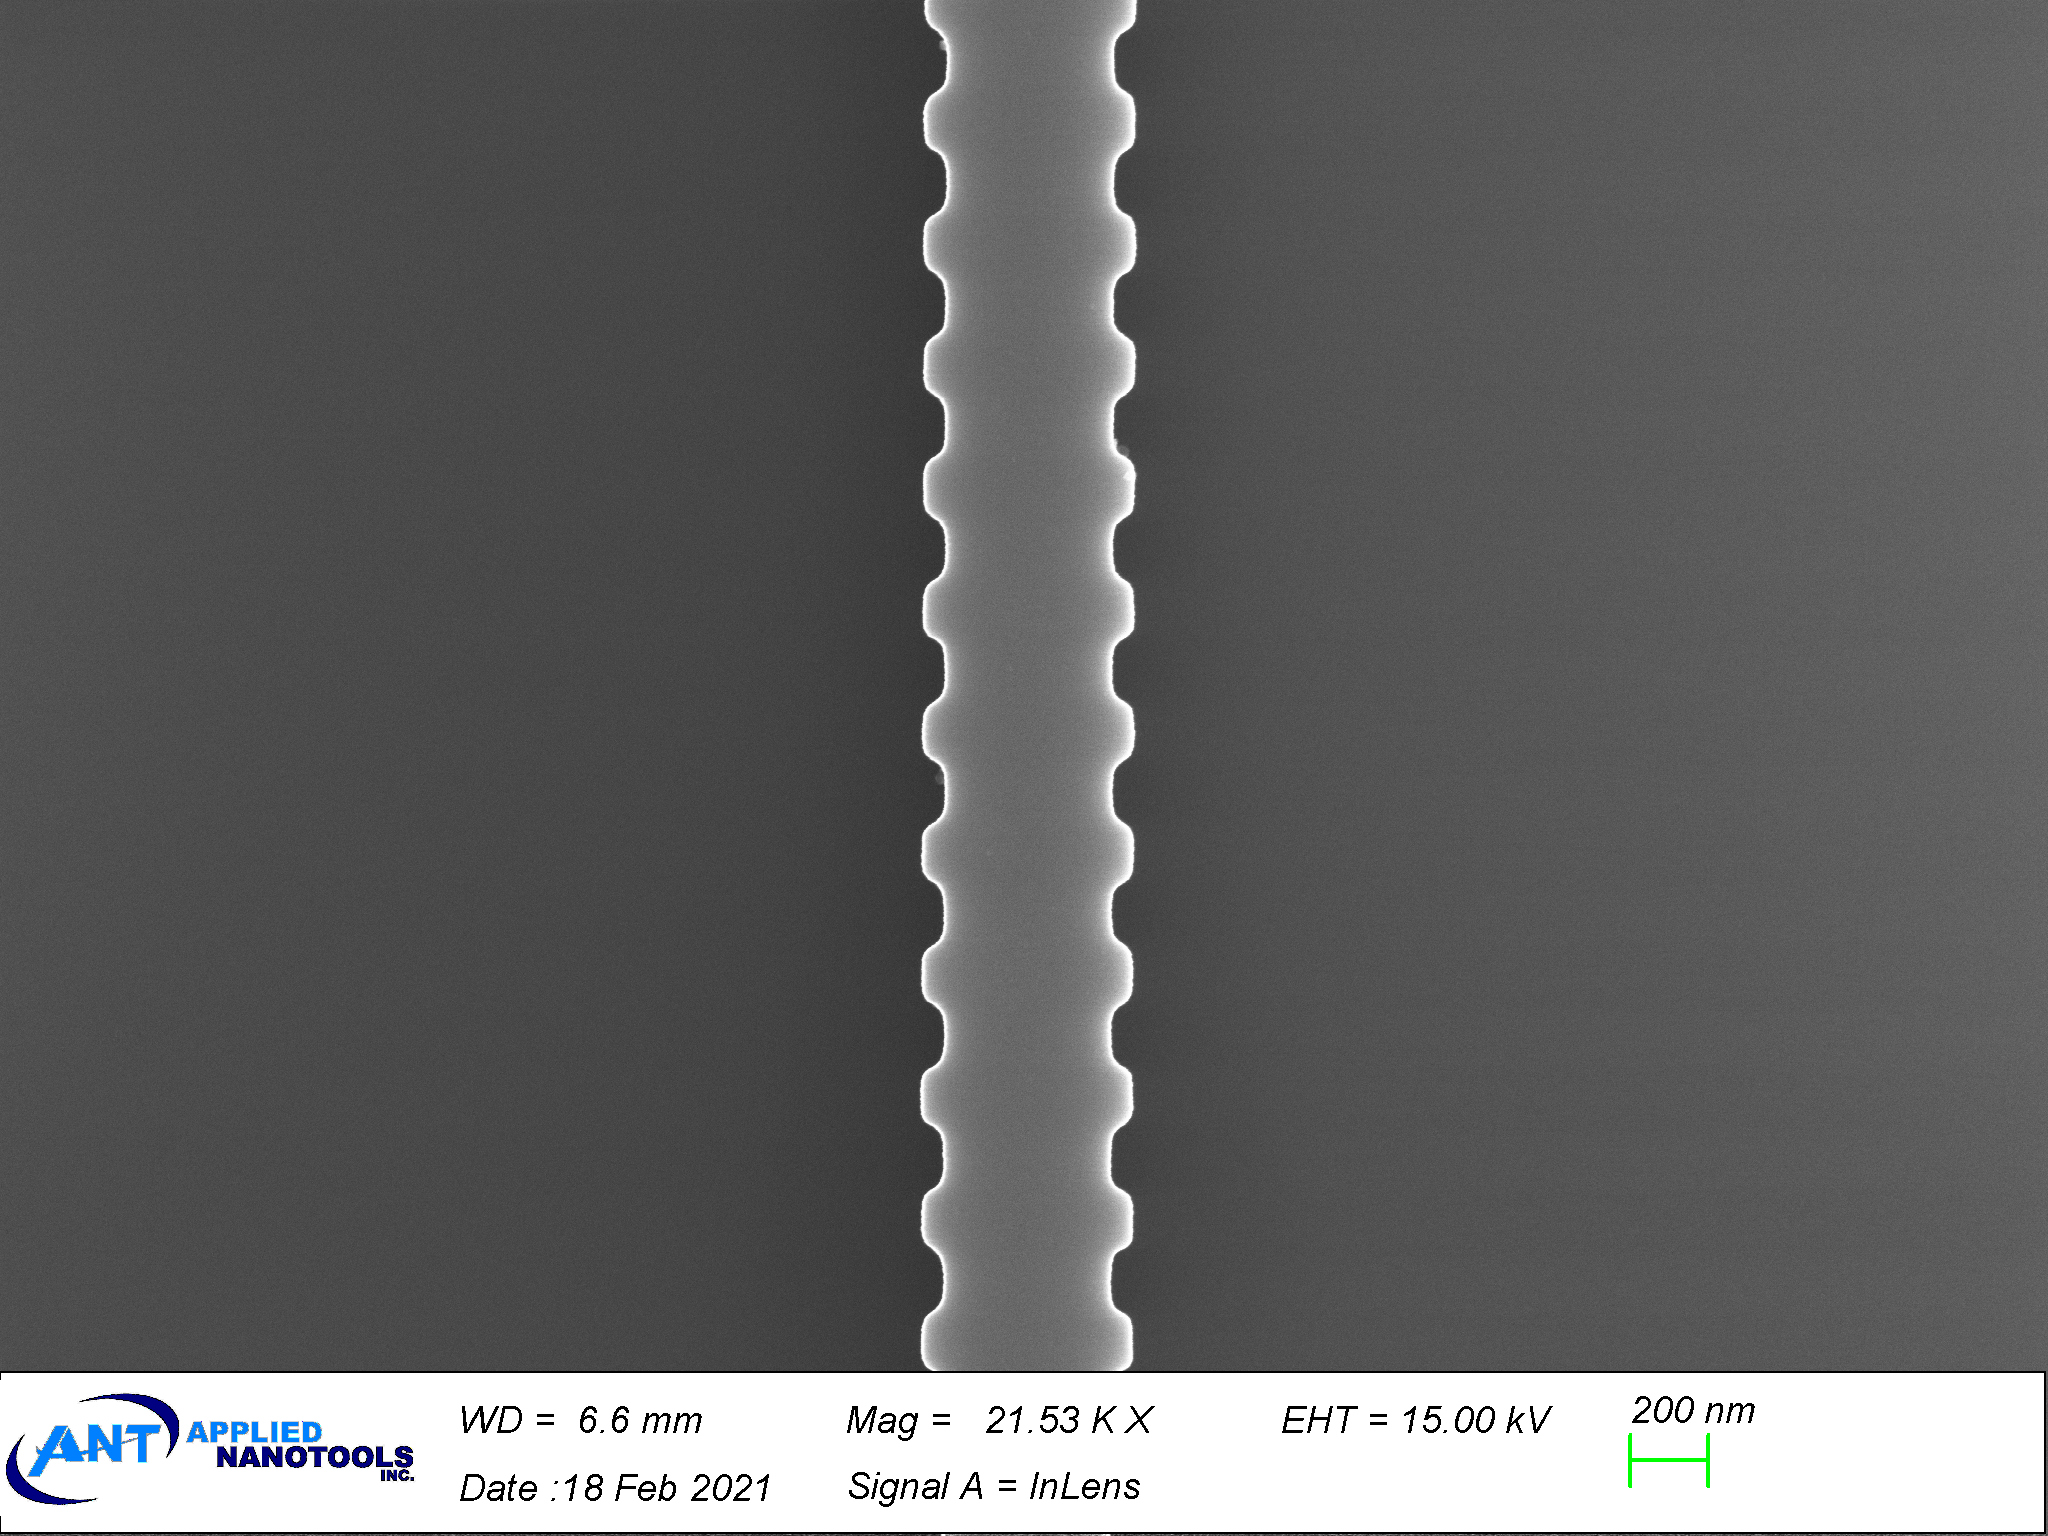 ANT APPLIED NANOTOOLS INC.
WD =  6.6 mm
Mag =   21.53 K X
EHT = 15.00 kV
200 nm
Date :18 Feb 2021
Signal A = InLens